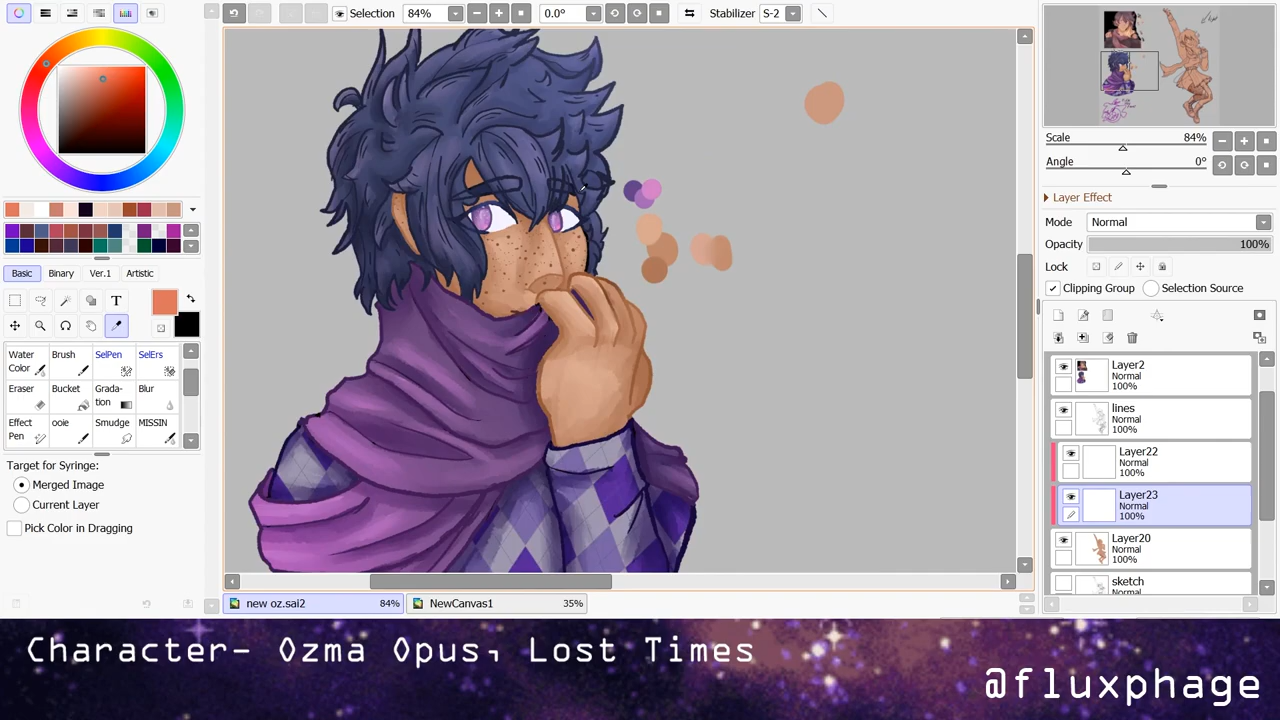 Selection 84% 0.0° Stabilizer S-2
Scale 84%
Angle 0°
Layer Effect
Mode Normal
Opacity 100%
Lock
Clipping Group Selection Source
Basic Binary Ver.1 Artistic
T
Water Color Brush SelPen SelErs
Eraser Bucket Grada-tion Blur
Effect Pen ooie Smudge MISSIN
Target for Syringe:
Merged Image
Current Layer
Pick Color in Dragging
Layer2
Normal
100%
lines
Normal
100%
Layer22
Normal
100%
Layer23
Normal
100%
Layer20
Normal
100%
sketch
Normal
new oz.sai2 84% NewCanvas1 35%
Character- Ozma Opus, Lost Times
@fluxphage